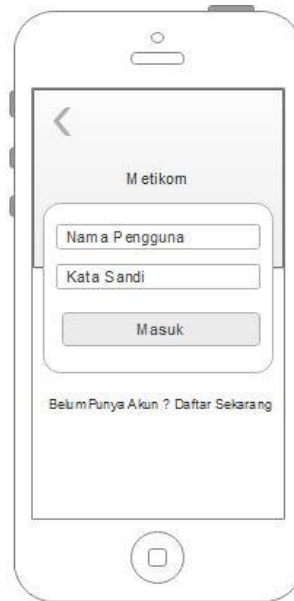 Metikom
Nama Pengguna
Kata Sandi
Masuk
Belum Punya Akun ? Daftar Sekarang